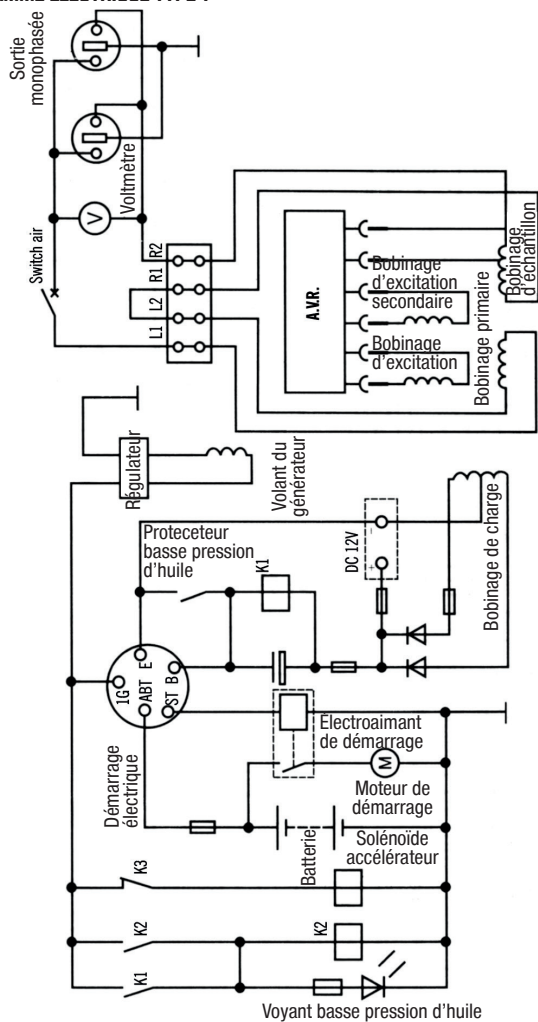 Sortie
monophasée
Voltmètre
V
Switch air
L1 L2 R1 R2
A.V.R.
Bobinage
d'excitation
secondaire
Bobinage
d'excitation
Bobinage primaire
Bobinage
d'échantillon
Régulateur
Volant du
générateur
Proteceteur
basse pression
d'huile
K1
DC 12V
+ -
Bobinage de charge
1G
ABT E
ST B
Démarrage
électrique
Électroaimant
de démarrage
M
Moteur de
démarrage
Batterie
Solénoïde
accélérateur
K3
K2
K1
K2
Voyant basse pression d'huile